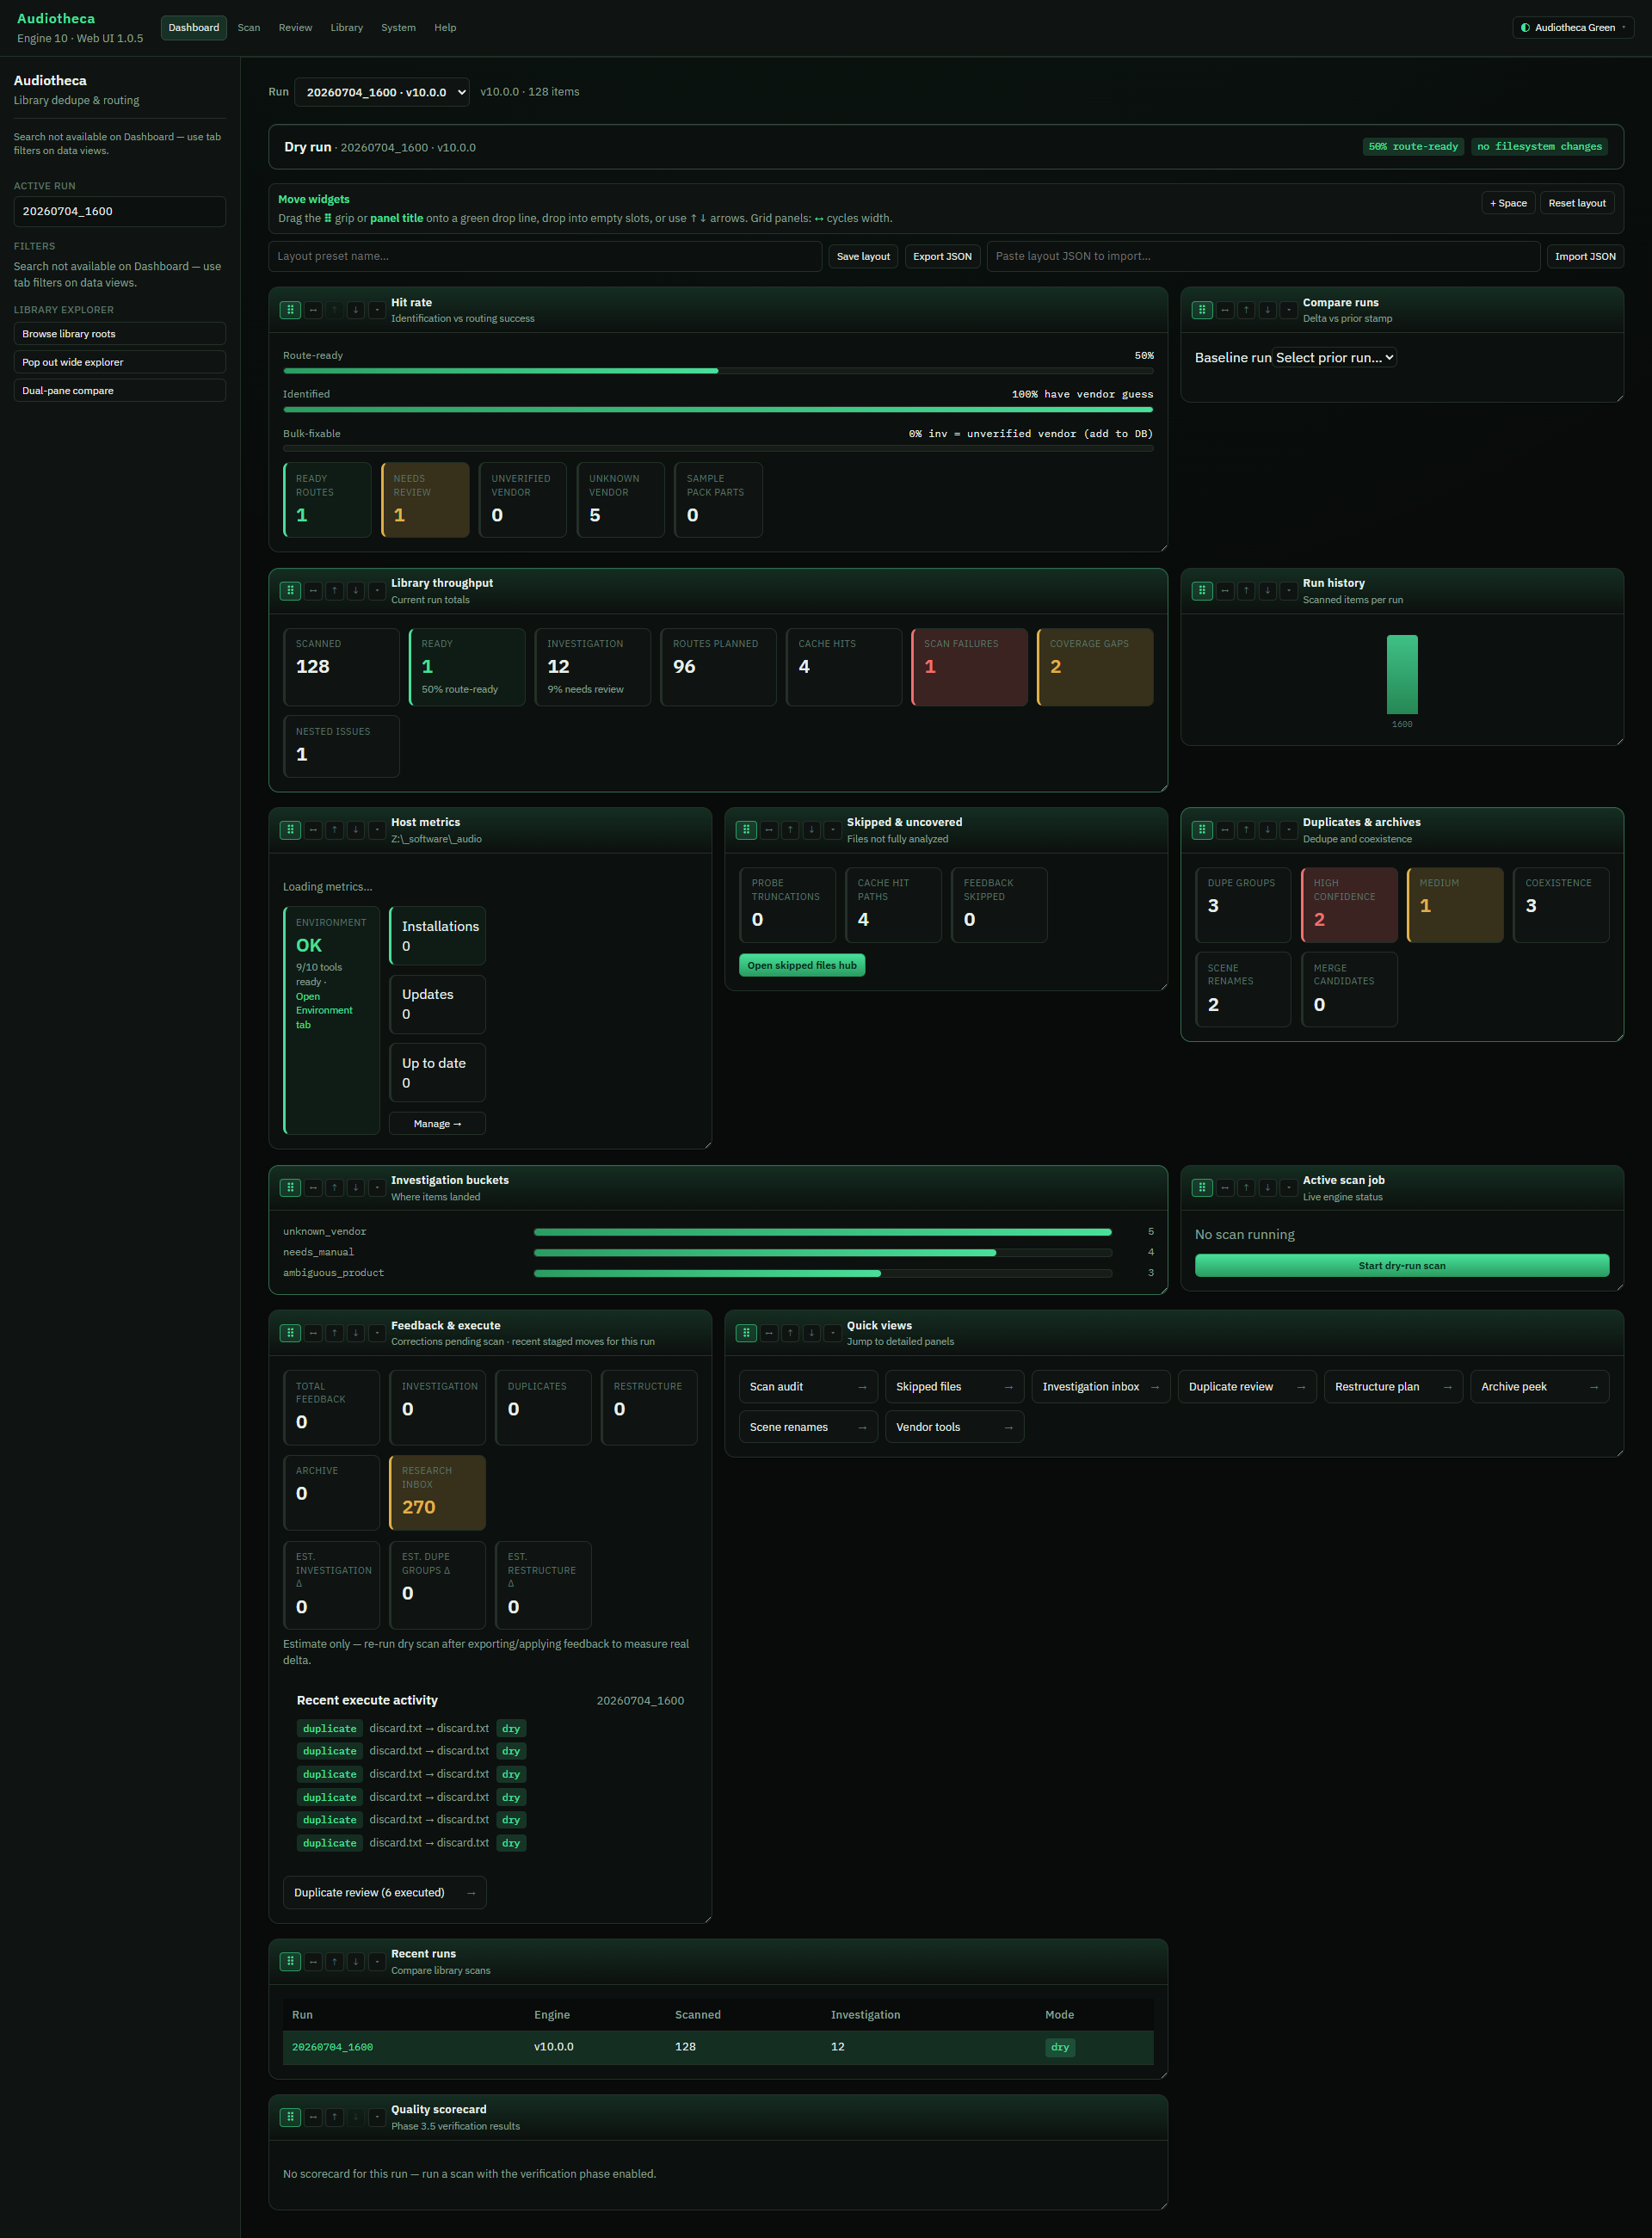 Audiotheca
Engine 10 · Web UI 1.0.5
Dashboard
Scan
Review
Library
System
Help
Audiotheca Green
Audiotheca
Library dedupe & routing
Search not available on Dashboard — use tab
filters on data views.
ACTIVE RUN
20260704_1600
FILTERS
Search not available on Dashboard — use
tab filters on data views.
LIBRARY EXPLORER
Browse library roots
Pop out wide explorer
Dual-pane compare
Run
20260704_1600 · v10.0.0
v10.0.0 · 128 items
Dry run · 20260704_1600 · v10.0.0
50% route-ready
no filesystem changes
Move widgets
Drag the ⠿ grip or panel title onto a green drop line, drop into empty slots, or use ↑ ↓ arrows. Grid panels: ↔ cycles width.
+ Space
Reset layout
Layout preset name...
Save layout
Export JSON
Paste layout JSON to import...
Import JSON
Hit rate
Identification vs routing success
Route-ready
50%
Identified
100% have vendor guess
Bulk-fixable
0% inv = unverified vendor (add to DB)
READY
ROUTES
1
NEEDS
REVIEW
1
UNVERIFIED
VENDOR
0
UNKNOWN
VENDOR
5
SAMPLE
PACK PARTS
0
Compare runs
Delta vs prior stamp
Baseline run
Select prior run...
Library throughput
Current run totals
SCANNED
128
READY
1
50% route-ready
INVESTIGATION
12
9% needs review
ROUTES PLANNED
96
CACHE HITS
4
SCAN FAILURES
1
COVERAGE GAPS
2
NESTED ISSUES
1
Run history
Scanned items per run
1600
Host metrics
Z:\_software\_audio
Loading metrics...
ENVIRONMENT
OK
9/10 tools
ready ·
Open
Environment
tab
Installations
0
Updates
0
Up to date
0
Manage →
Skipped & uncovered
Files not fully analyzed
PROBE
TRUNCATIONS
0
CACHE HIT
PATHS
4
FEEDBACK
SKIPPED
0
Open skipped files hub
Duplicates & archives
Dedupe and coexistence
DUPE GROUPS
3
HIGH
CONFIDENCE
2
MEDIUM
1
COEXISTENCE
3
SCENE
RENAMES
2
MERGE
CANDIDATES
0
Investigation buckets
Where items landed
unknown_vendor
5
needs_manual
4
ambiguous_product
3
Active scan job
Live engine status
No scan running
Start dry-run scan
Feedback & execute
Corrections pending scan · recent staged moves for this run
TOTAL
FEEDBACK
0
INVESTIGATION
0
DUPLICATES
0
RESTRUCTURE
0
ARCHIVE
0
RESEARCH
INBOX
270
EST.
INVESTIGATION
Δ
0
EST. DUPE
GROUPS Δ
0
EST.
RESTRUCTURE
Δ
0
Estimate only — re-run dry scan after exporting/applying feedback to measure real
delta.
Recent execute activity
20260704_1600
duplicate discard.txt → discard.txt dry
duplicate discard.txt → discard.txt dry
duplicate discard.txt → discard.txt dry
duplicate discard.txt → discard.txt dry
duplicate discard.txt → discard.txt dry
duplicate discard.txt → discard.txt dry
Duplicate review (6 executed) →
Quick views
Jump to detailed panels
Scan audit →
Skipped files →
Investigation inbox →
Duplicate review →
Restructure plan →
Archive peek →
Scene renames →
Vendor tools →
Recent runs
Compare library scans
Run Engine Scanned Investigation Mode
20260704_1600 v10.0.0 128 12 dry
Quality scorecard
Phase 3.5 verification results
No scorecard for this run — run a scan with the verification phase enabled.